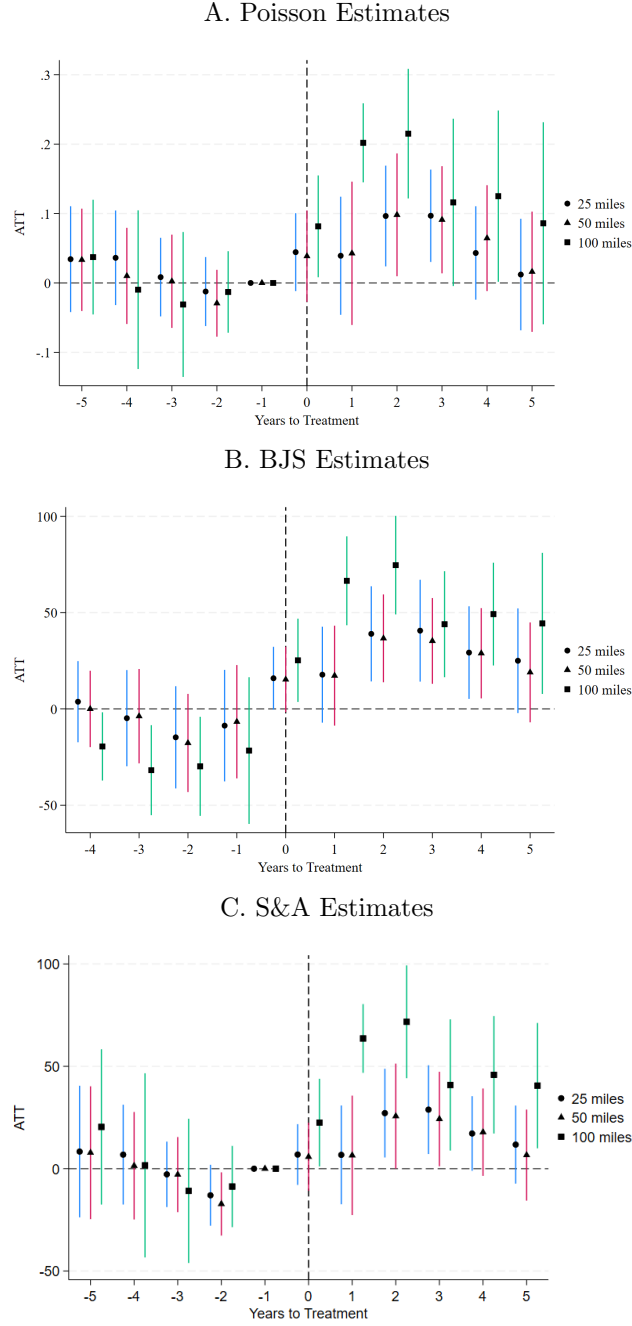 A. Poisson Estimates
.3
.2
.1
0
-.1
ATT
-5 -4 -3 -2 -1 0 1 2 3 4 5
Years to Treatment
25 miles
50 miles
100 miles
B. BJS Estimates
100
50
0
-50
ATT
-4 -3 -2 -1 0 1 2 3 4 5
Years to Treatment
25 miles
50 miles
100 miles
C. S&A Estimates
100
50
0
-50
ATT
-5 -4 -3 -2 -1 0 1 2 3 4 5
Years to Treatment
25 miles
50 miles
100 miles